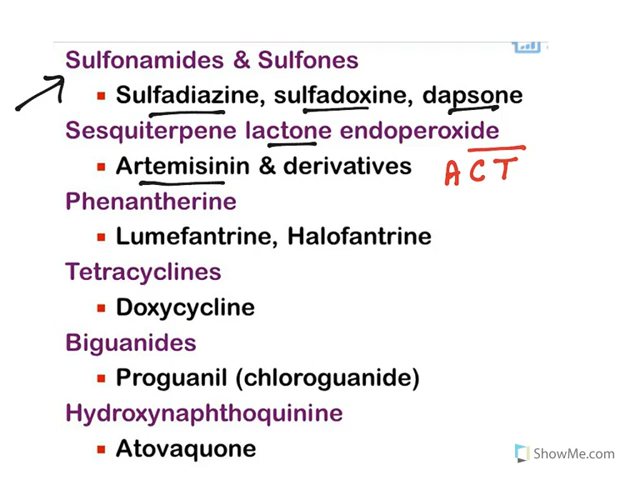 Sulfonamides & Sulfones
Sulfadiazine, sulfadoxine, dapsone
Sesquiterpene lactone endoperoxide
Artemisinin & derivatives ACT
Phenantherine
Lumefantrine, Halofantrine
Tetracyclines
Doxycycline
Biguanides
Proguanil (chloroguanide)
Hydroxynaphthoquinine
Atovaquone
ShowMe.com